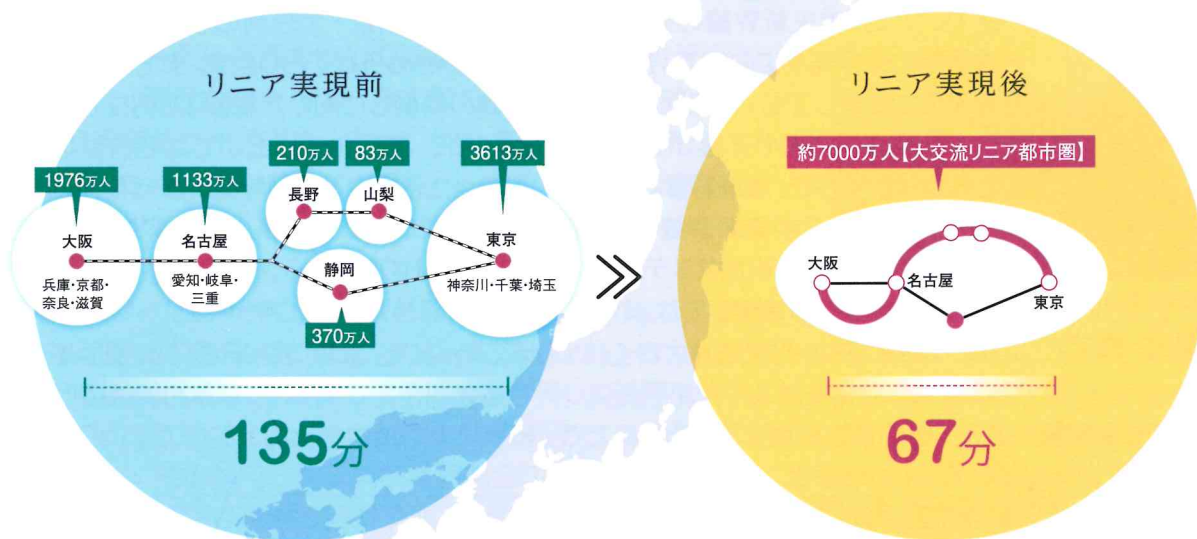 リニア実現前
210万人
83万人
3613万人
1976万人
1133万人
長野
山梨
大阪
名古屋
東京
兵庫・京都・
奈良・滋賀
愛知・岐阜・
三重
静岡
神奈川・千葉・埼玉
370万人
135分
リニア実現後
約7000万人【大交流リニア都市圏】
大阪
名古屋
東京
67分